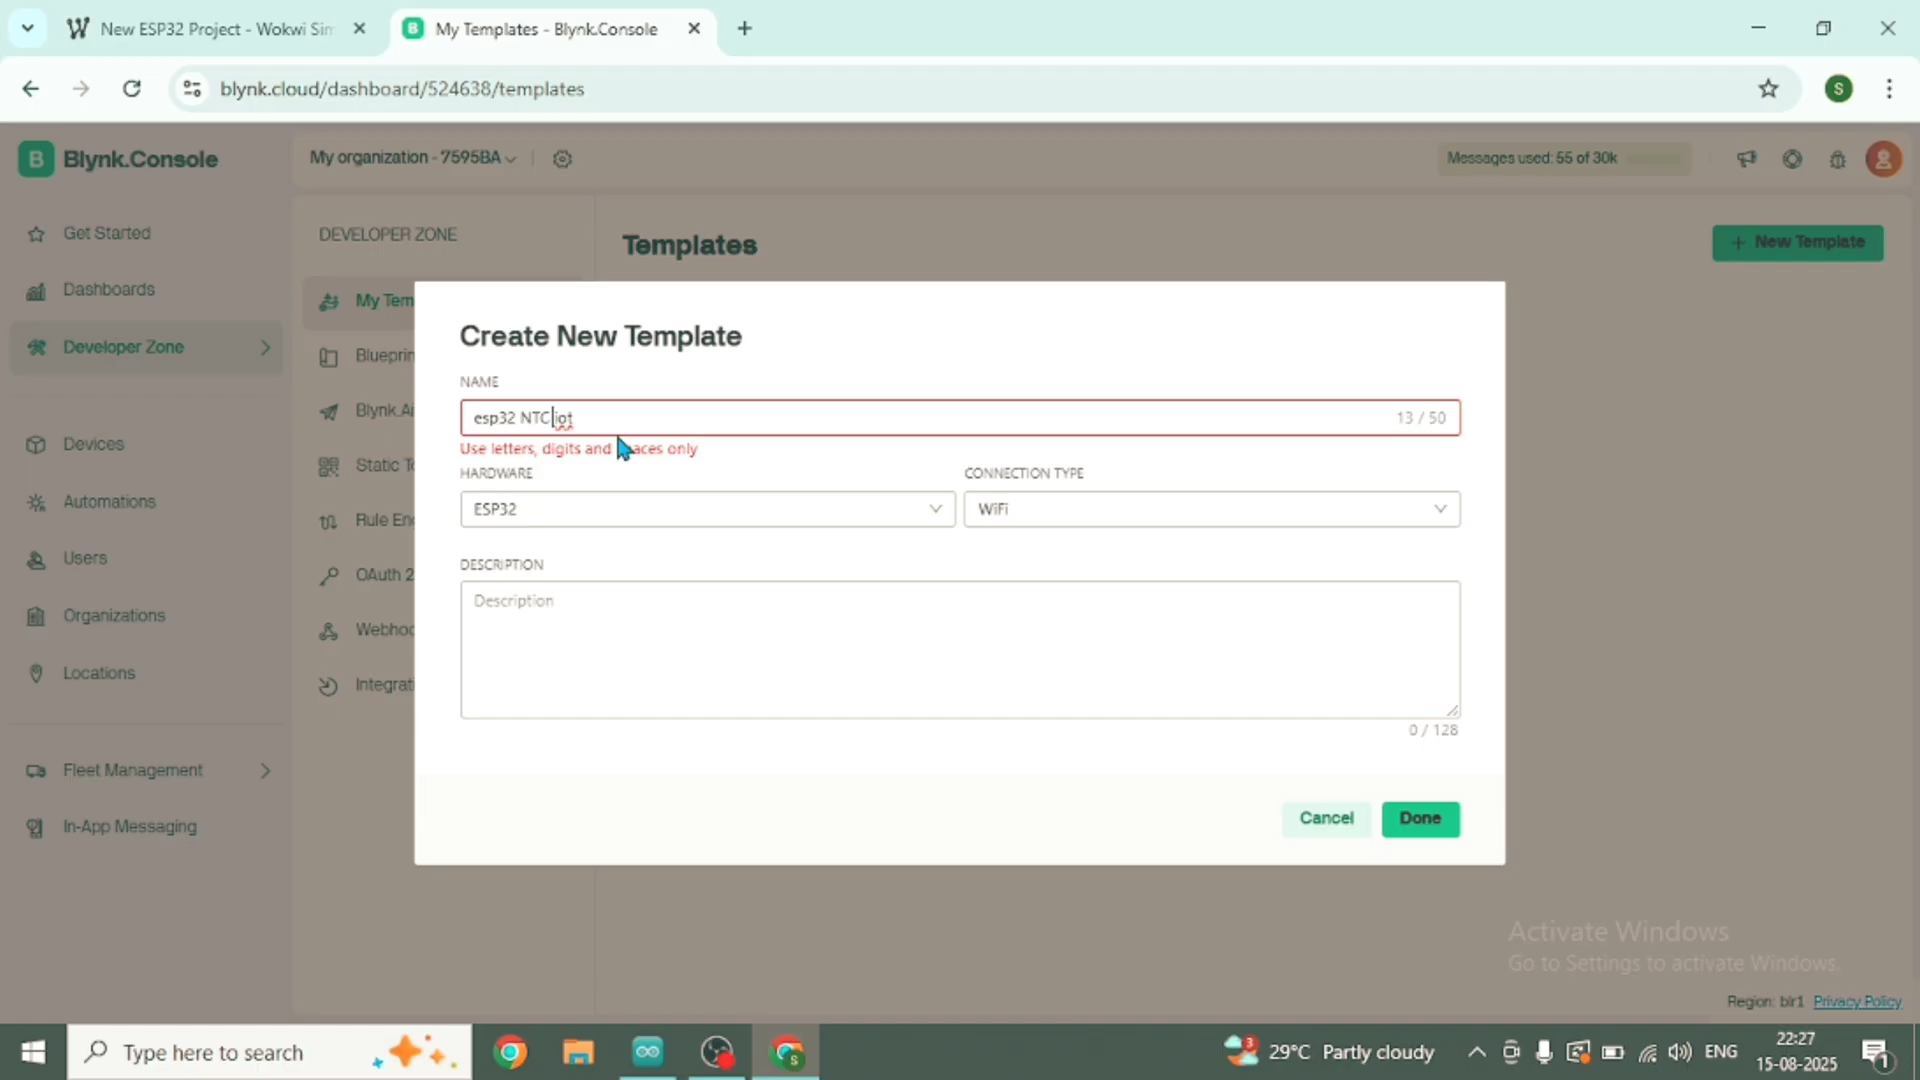 New ESP32 Project - Wokwi Sim
My Templates - Blynk.Console
blynk.cloud/dashboard/524638/templates
S
B Blynk.Console
My organization - 7595BA
Messages used: 55 of 30k
Get Started
Dashboards
Developer Zone
Devices
Automations
Users
Organizations
Locations
Fleet Management
In-App Messaging
DEVELOPER ZONE
My Tem
Blueprin
Blynk.Ai
Static To
Rule En
OAuth 2
Webhoo
Integrati
Templates
+ New Template
Create New Template
NAME
esp32 NTC iot
13 / 50
Use letters, digits and aces only
HARDWARE
CONNECTION TYPE
ESP32
WiFi
DESCRIPTION
Description
0 / 128
Cancel
Done
Activate Windows
Go to Settings to activate Windows.
Region: blr1 Privacy Policy
Type here to search
3
29°C Partly cloudy
ENG
22:27
15-08-2025
1